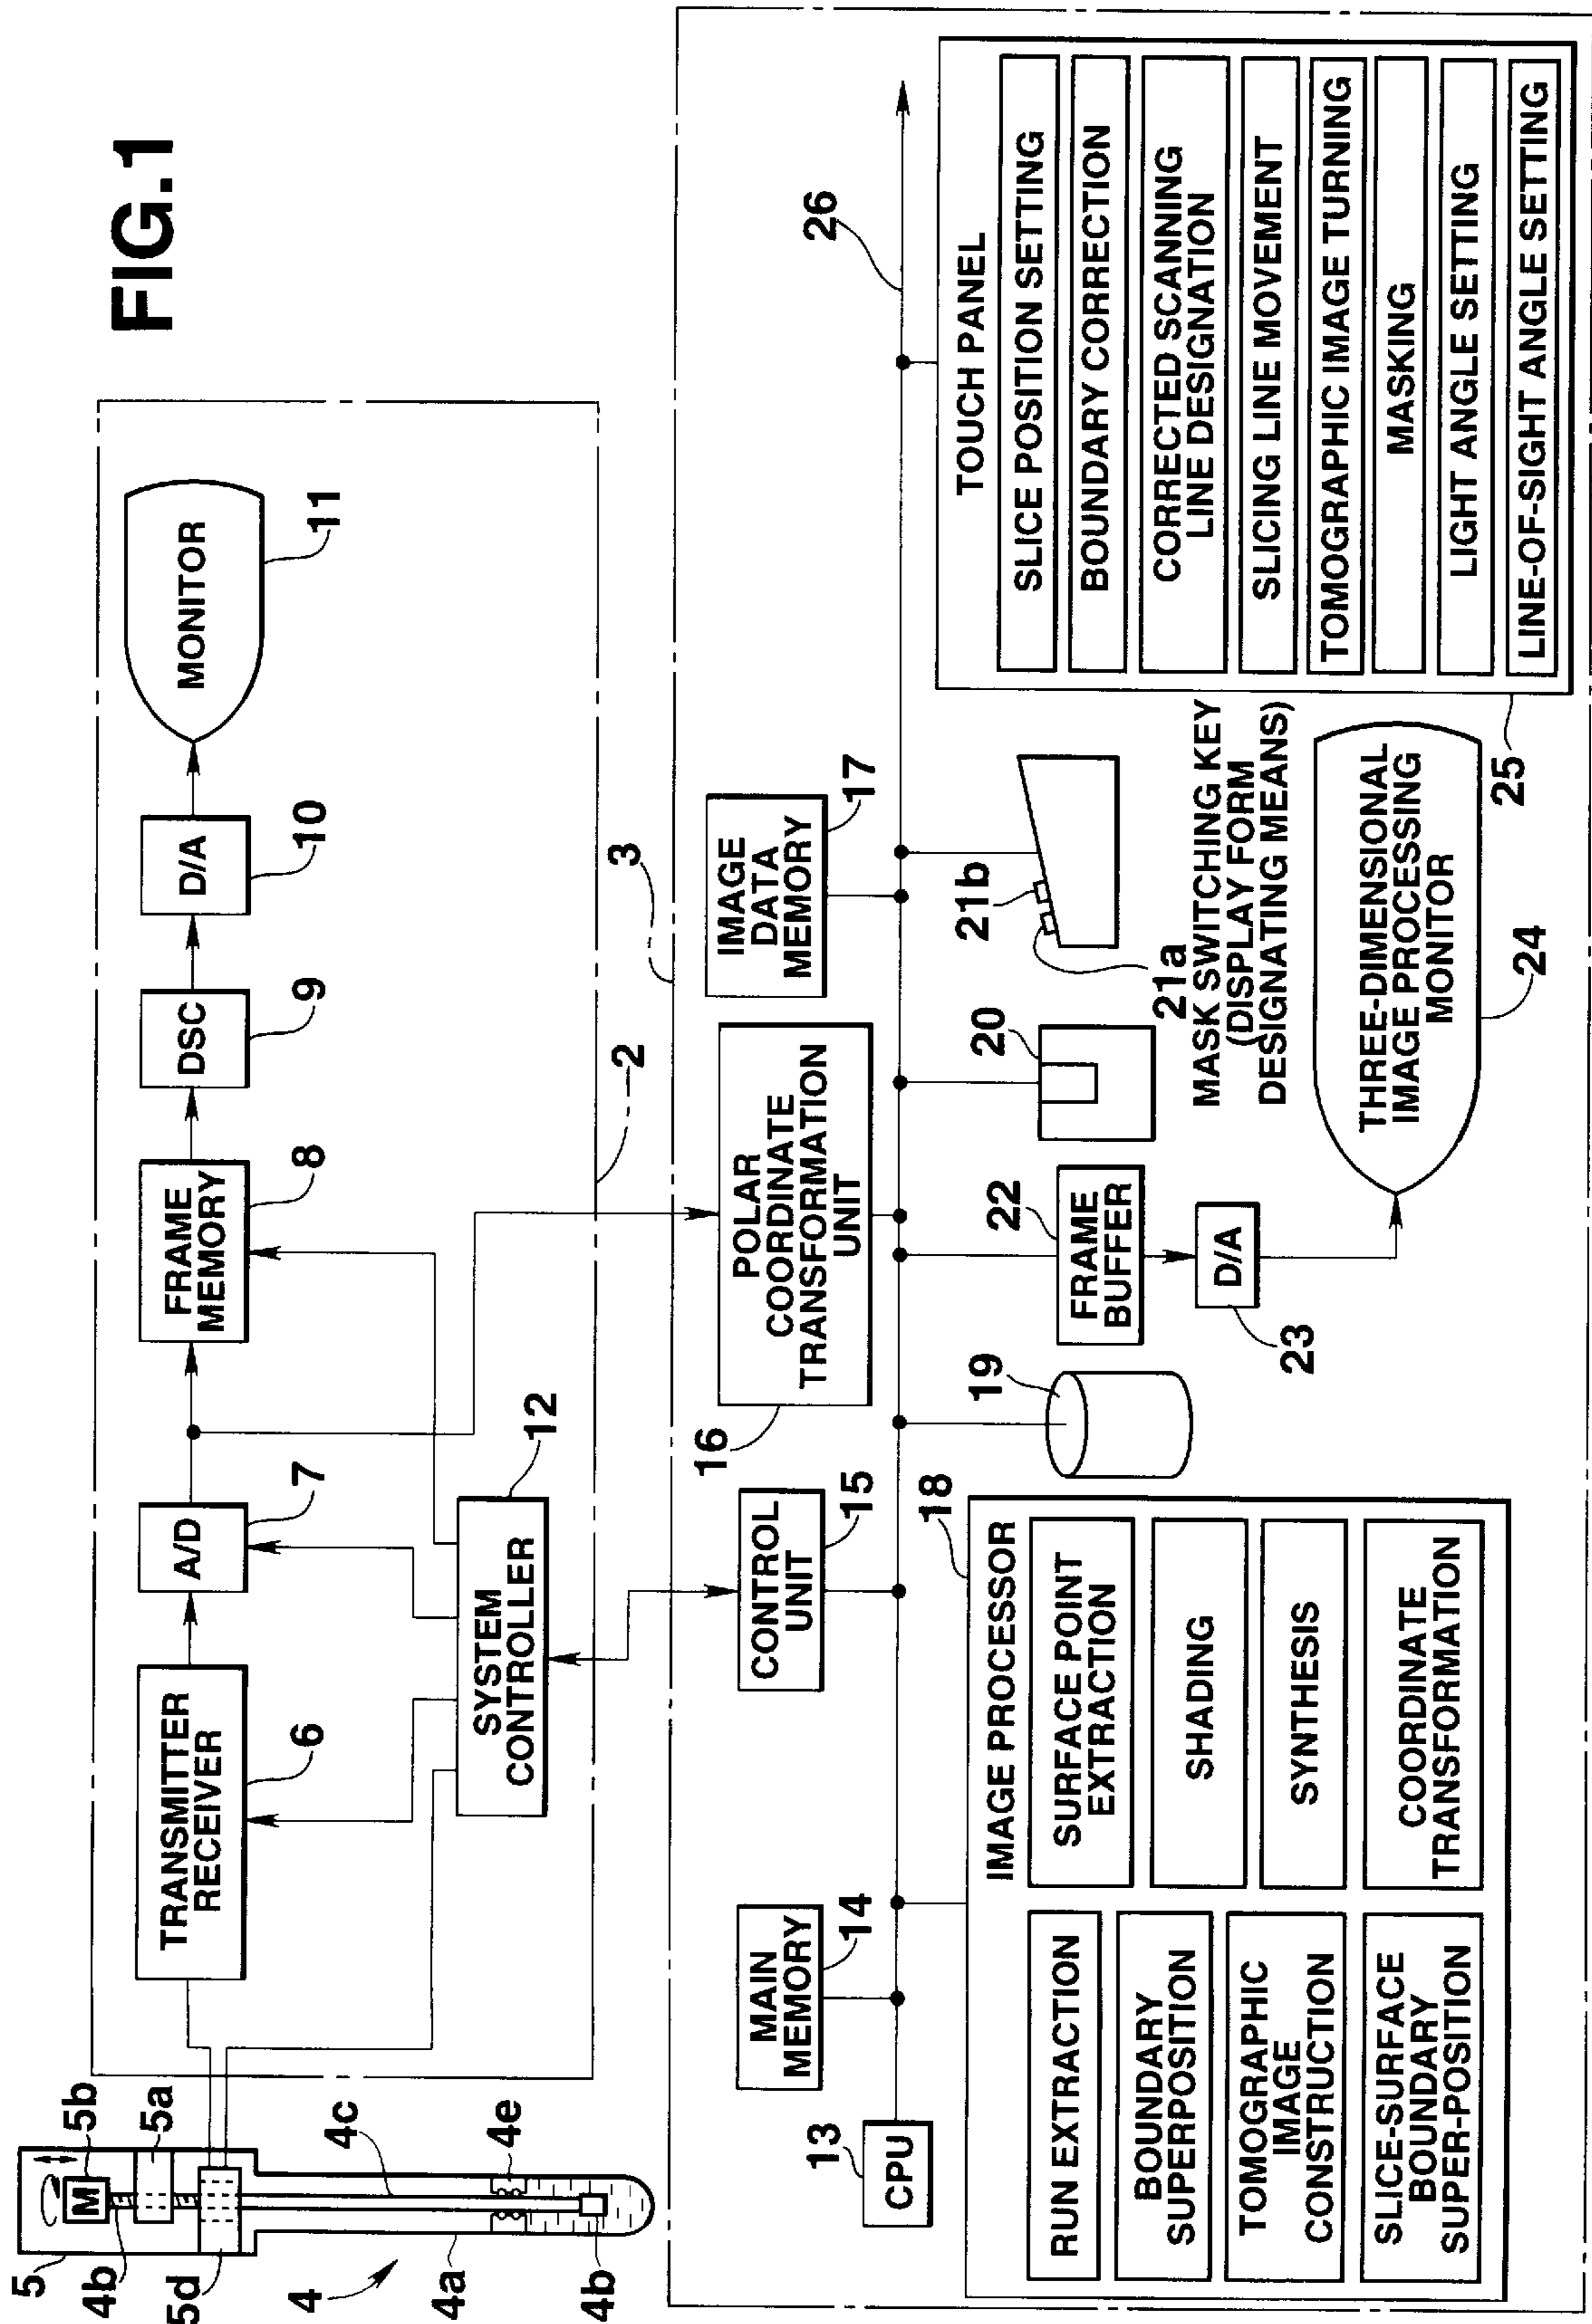 FIG.1
5
4b
5d
M
5b
5a
4
4a
4c
4e
4b
TRANSMITTER
RECEIVER
6
A/D
7
FRAME
MEMORY
8
DSC
9
D/A
10
MONITOR
11
SYSTEM
CONTROLLER
12
2
3
13
CPU
MAIN
MEMORY
14
CONTROL
UNIT
15
16
POLAR
COORDINATE
TRANSFORMATION
UNIT
IMAGE
DATA
MEMORY
17
26
18
IMAGE PROCESSOR
RUN EXTRACTION
BOUNDARY
SUPERPOSITION
TOMOGRAPHIC
IMAGE
CONSTRUCTION
SLICE-SURFACE
BOUNDARY
SUPER-POSITION
SURFACE POINT
EXTRACTION
SHADING
SYNTHESIS
COORDINATE
TRANSFORMATION
19
22
FRAME
BUFFER
D/A
23
20
21b
21a
MASK SWITCHING KEY
(DISPLAY FORM
DESIGNATING MEANS)
THREE-DIMENSIONAL
IMAGE PROCESSING
MONITOR
24
25
TOUCH PANEL
SLICE POSITION SETTING
BOUNDARY CORRECTION
CORRECTED SCANNING
LINE DESIGNATION
SLICING LINE MOVEMENT
TOMOGRAPHIC IMAGE TURNING
MASKING
LIGHT ANGLE SETTING
LINE-OF-SIGHT ANGLE SETTING